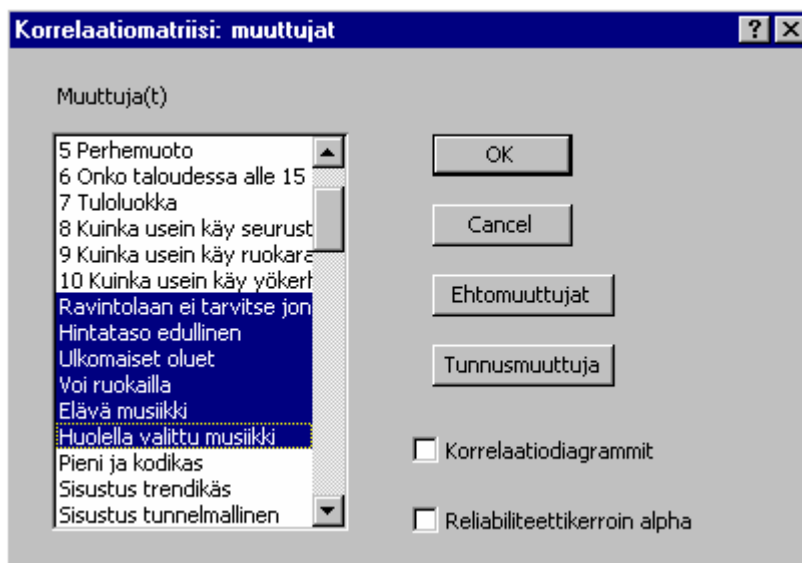 Korrelaatiomatriisi: muuttujat
Muuttuja(t)
5 Perhemuoto
6 Onko taloudessa alle 15
7 Tuloluokka
8 Kuinka usein käy seurust
9 Kuinka usein käy ruokara
10 Kuinka usein käy yökerh
Ravintolaan ei tarvitse jon
Hintataso edullinen
Ulkomaiset oluet
Voi ruokailla
Elävä musiikki
Huolella valittu musiikki
Pieni ja kodikas
Sisustus trendikäs
Sisustus tunnelmallinen
OK
Cancel
Ehtomuuttujat
Tunnusmuuttuja
Korrelaatiodiagrammit
Reliabiliteettikerroin alpha